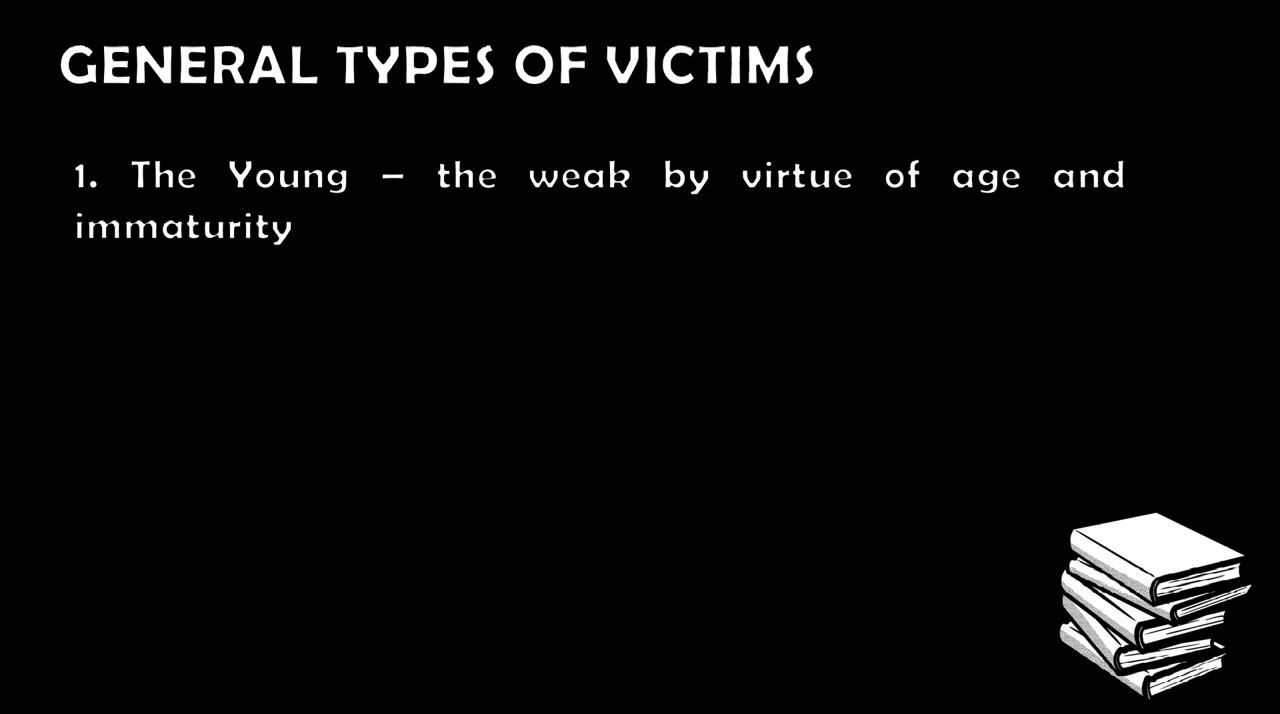 GENERAL TYPES OF VICTIMS
1. The Young – the weak by virtue of age and
immaturity